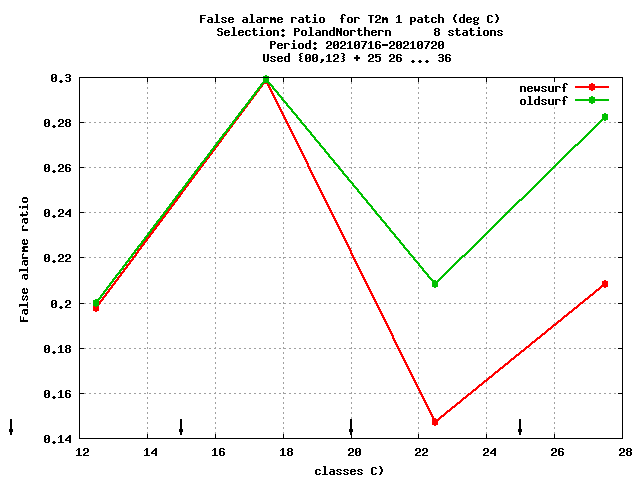 False alarme ratio  for T2m 1 patch (deg C)
Selection: PolandNorthern      8 stations
Period: 20210716-20210720
Used {00,12} + 25 26 ... 36
newsurf
oldsurf
False alarme ratio
0,3
0,28
0,26
0,24
0,22
0,2
0,18
0,16
0,14
12 14 16 18 20 22 24 26 28
classes C)